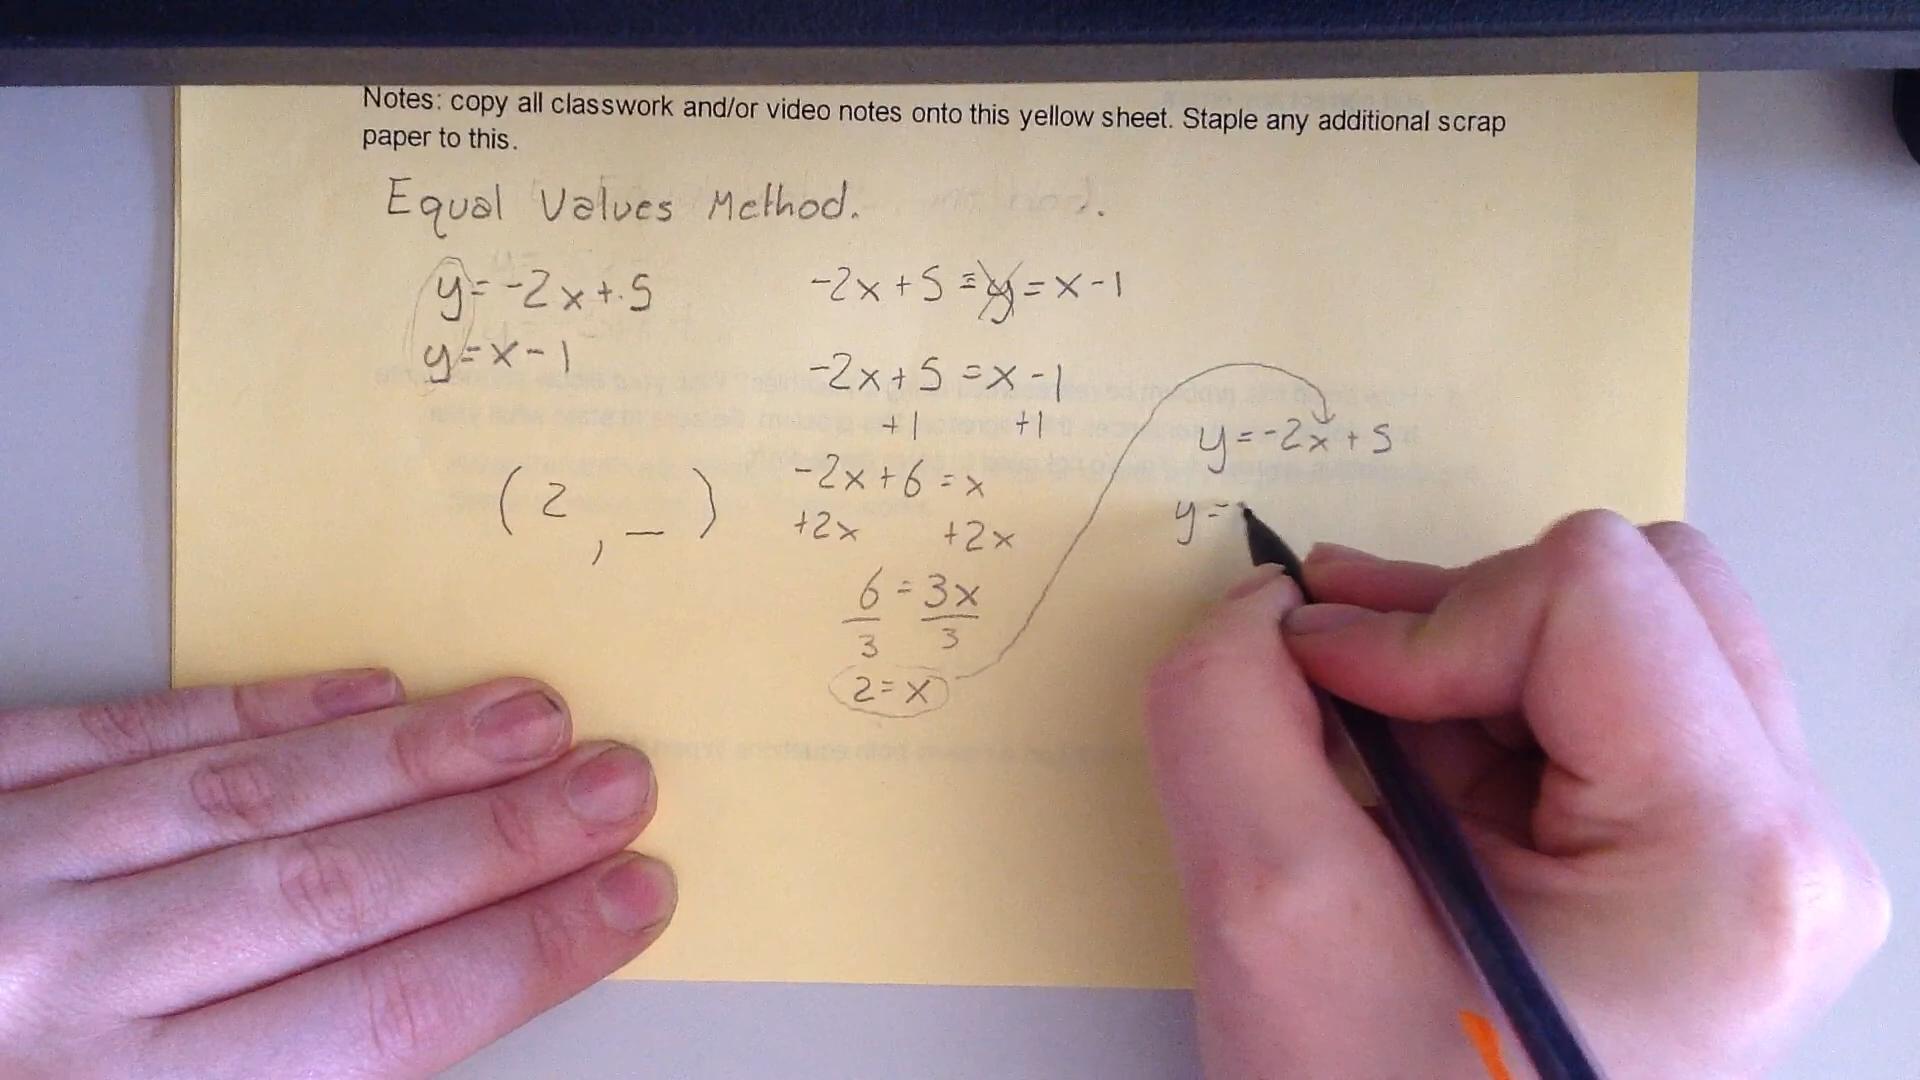 Notes: copy all classwork and/or video notes onto this yellow sheet. Staple any additional scrap
paper to this.
Equal Values Method.
y=-2x+5
y=x-1
(2, _)
-2x+5=y=x-1
-2x+5=x-1
+1 +1
-2x+6=x
+2x +2x
6=3x
3 3
2=x
y=-2x+5
y=-